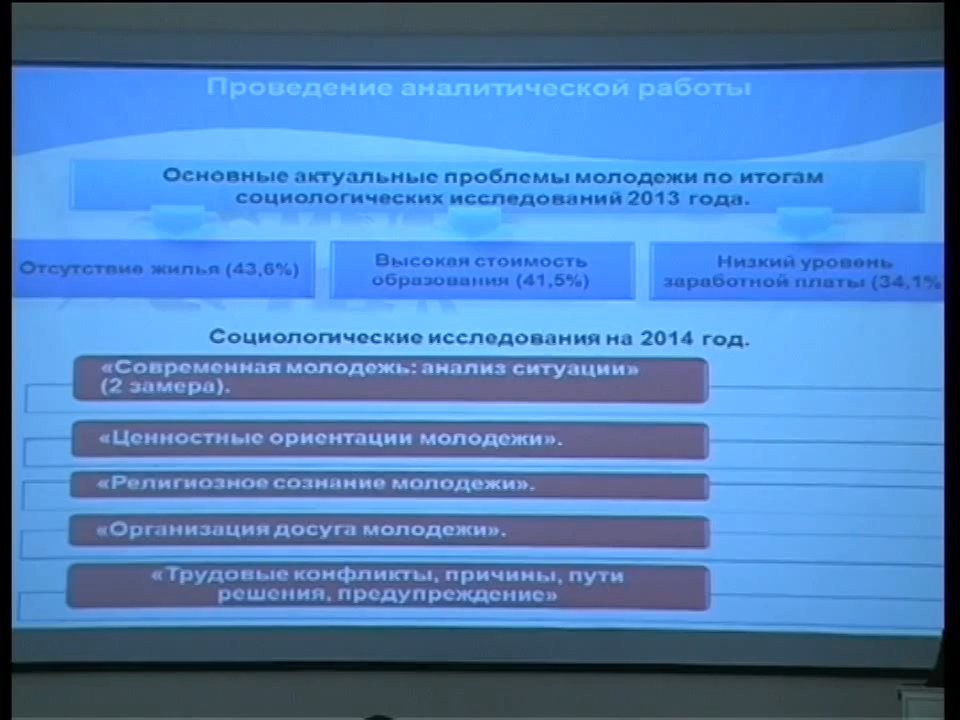 Проведение аналитической работы
Основные актуальные проблемы молодежи по итогам
социологических исследований 2013 года.
Отсутствие жилья (43,6%)
Высокая стоимость
образования (41,5%)
Низкий уровень
заработной платы (34,1%
Социологические исследования на 2014 год.
«Современная молодежь: анализ ситуации»
(2 замера).
«Ценностные ориентации молодежи».
«Религиозное сознание молодежи».
«Организация досуга молодежи».
«Трудовые конфликты, причины, пути
решения, предупреждение»